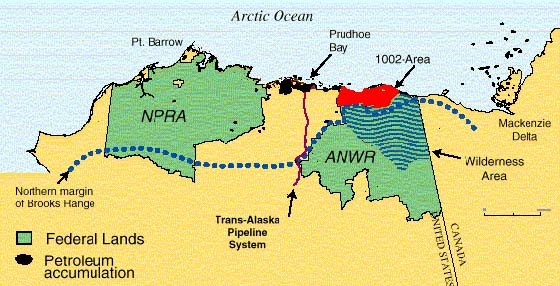 Arctic Ocean
Prudhoe
Bay
Pt. Barrow
1002-Area
NPRA
Mackenzie
Delta
ANWR
Wilderness
Area
Northern margin
of Brooks Range
Trans-Alaska
Pipeline
System
CANADA
UNITED STATES
Federal Lands
Petroleum
accumulation